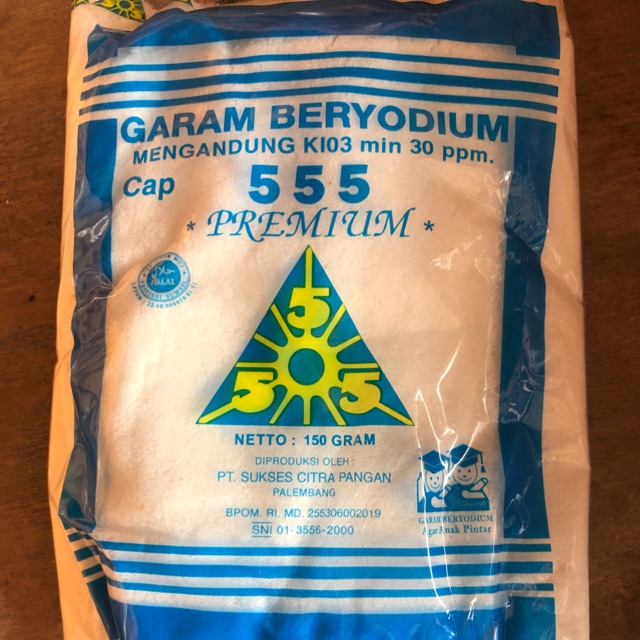 GARAM BERYODIUM
MENGANDUNG KI03 min 30 ppm.
Cap 555
* PREMIUM *
HALAL
5
5 5
NETTO : 150 GRAM
DIPRODUKSI OLEH :
PT. SUKSES CITRA PANGAN
PALEMBANG
BPOM. RI. MD. 255306002019
SNI 01-3556-2000
GARAM BERYODIUM
Agar Anak Pintar